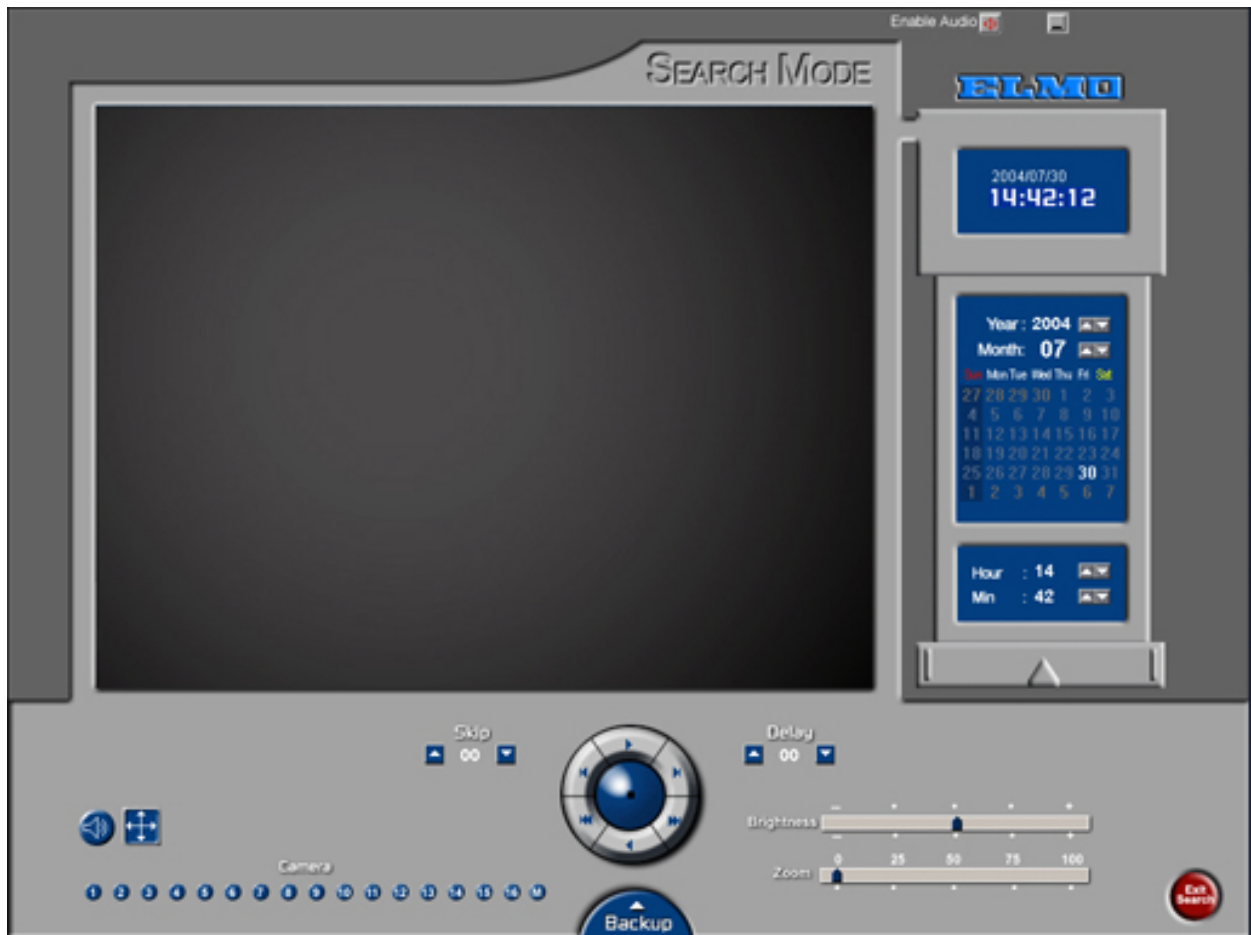 Enable Audio
SEARCH MODE
ELMO
2004/07/30
14:42:12
Year : 2004
Month: 07
Sun Mon Tue Wed Thu Fri Sat
27 28 29 30 1 2 3
4 5 6 7 8 9 10
11 12 13 14 15 16 17
18 19 20 21 22 23 24
25 26 27 28 29 30 31
1 2 3 4 5 6 7
Hour : 14
Min : 42
Skip
00
Delay
00
Brightness
Zoom
0 25 50 75 100
Camera
1 2 3 4 5 6 7 8 9 10 11 12 13 14 15 16 M
Backup
Exit
Search